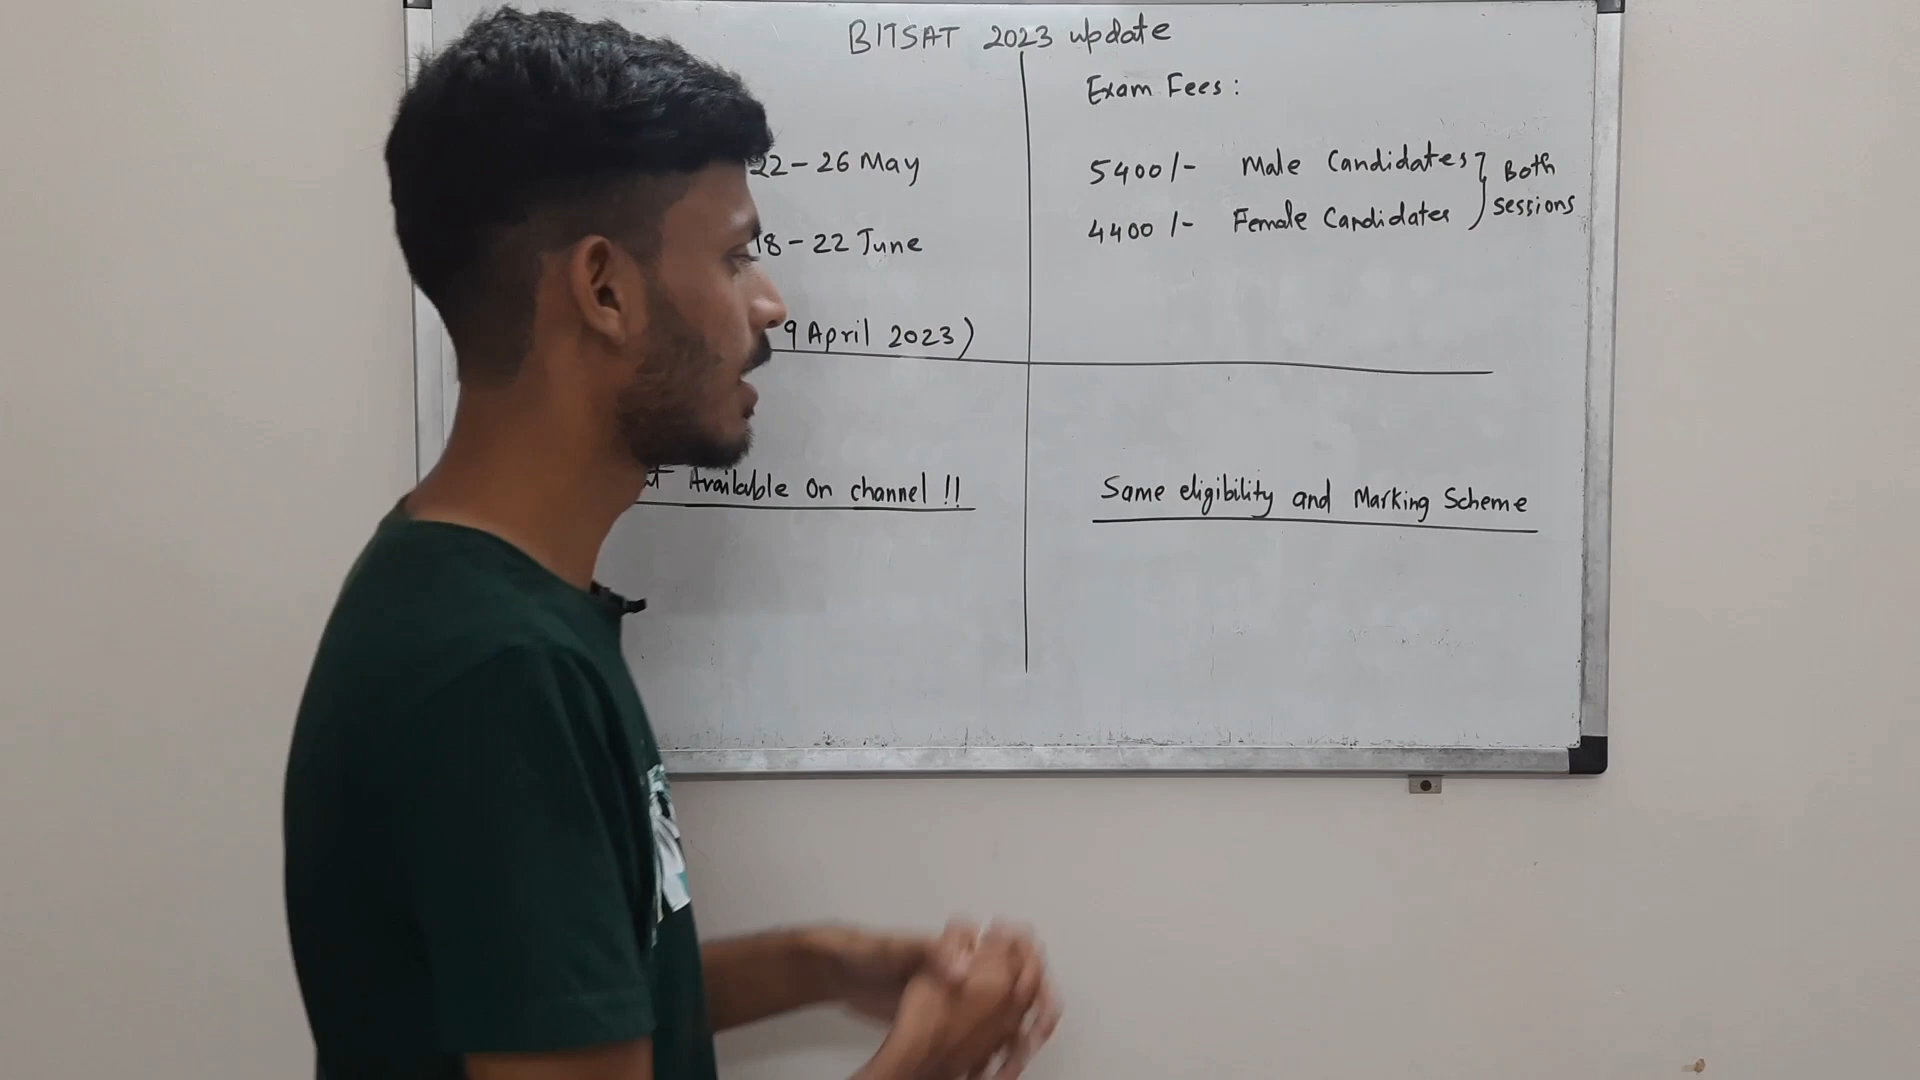 BITSAT 2023 update
22 – 26 May
18 – 22 June
9 April 2023)
Available On channel !!
Exam Fees :
5400/- Male Candidates } Both
4400 /- Female Candidates sessions
Same eligibility and Marking Scheme